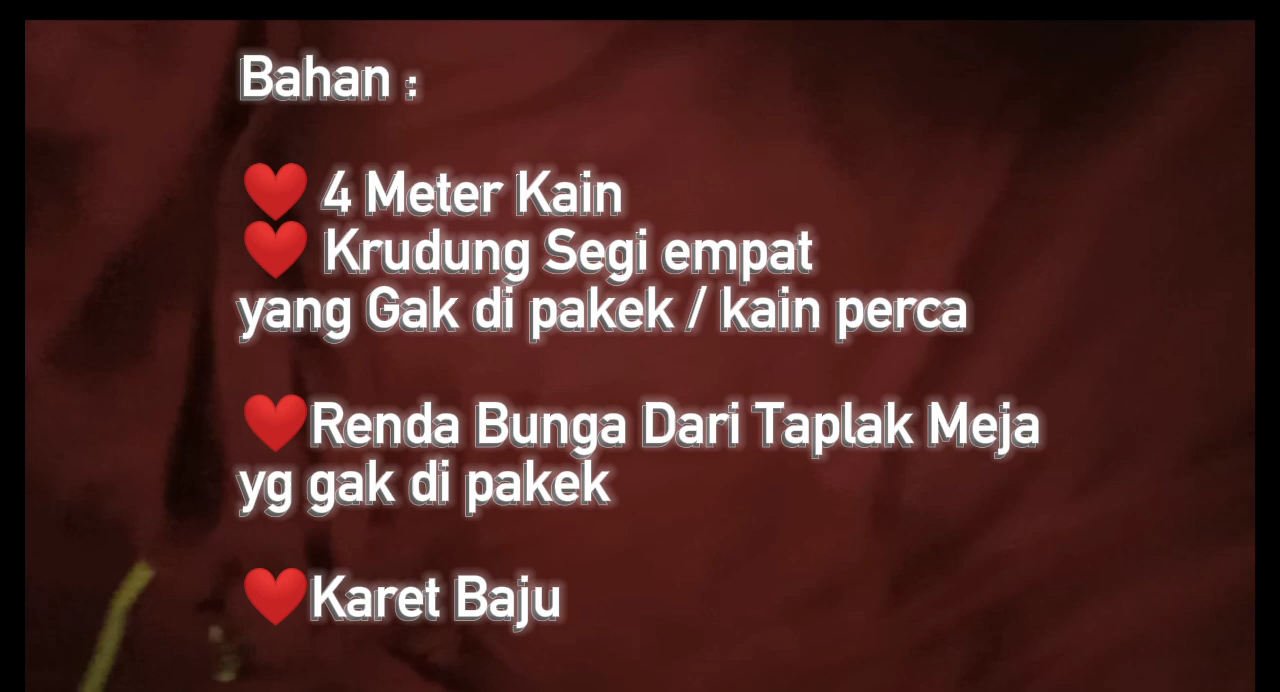 Bahan :
❤️ 4 Meter Kain
❤️ Krudung Segi empat
yang Gak di pakek / kain perca
❤️Renda Bunga Dari Taplak Meja
yg gak di pakek
❤️Karet Baju